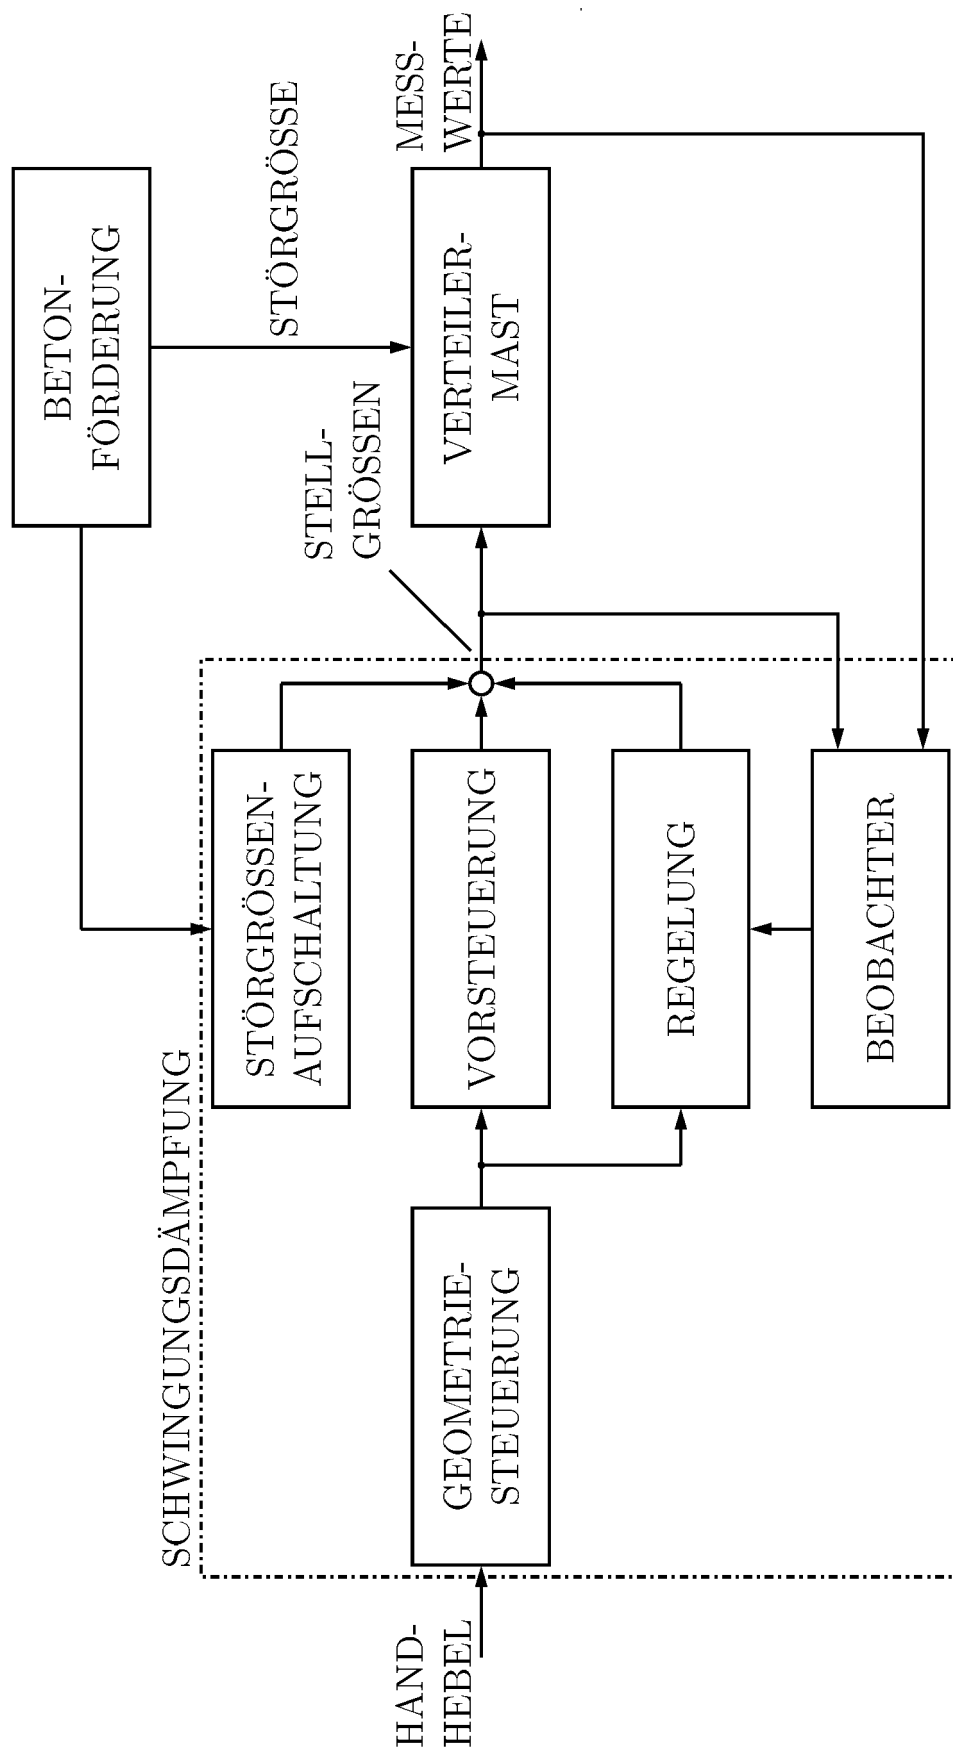 BETON-
FÖRDERUNG
STÖRGRÖSSE
MESS-
WERTE
STELL-
GRÖSSEN
VERTEILER-
MAST
SCHWINGUNGSDÄMPFUNG
STÖRGRÖSSEN-
AUFSCHALTUNG
VORSTEUERUNG
REGELUNG
BEOBACHTER
GEOMETRIE-
STEUERUNG
HAND-
HEBEL